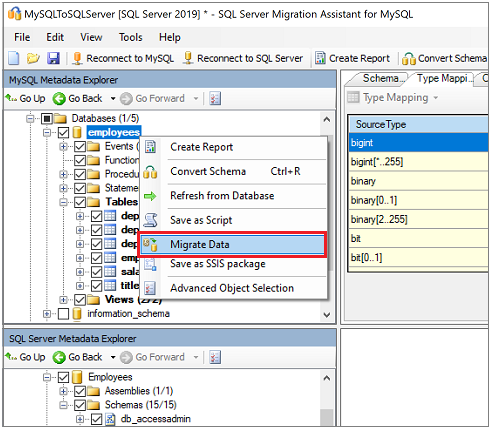 MySQLToSQLServer [SQL Server 2019] * - SQL Server Migration Assistant for MySQL
File Edit View Tools Help
Reconnect to MySQL Reconnect to SQL Server Create Report Convert Schema
MySQL Metadata Explorer
Go Up Go Back Go Forward
Schema... Type Mappi...
Type Mapping
SourceType
bigint
bigint[*..255]
binary
binary[0..1]
binary[2..255]
bit
bit[0..1]
Databases (1/5)
employees
Events (
Function
Procedu
Stateme
Tables
dep
dep
dep
emp
sala
title
Views (2/2)
information_schema
Create Report
Convert Schema Ctrl+R
Refresh from Database
Save as Script
Migrate Data
Save as SSIS package
Advanced Object Selection
SQL Server Metadata Explorer
Go Up Go Back Go Forward
Employees
Assemblies (1/1)
Schemas (15/15)
db_accessadmin